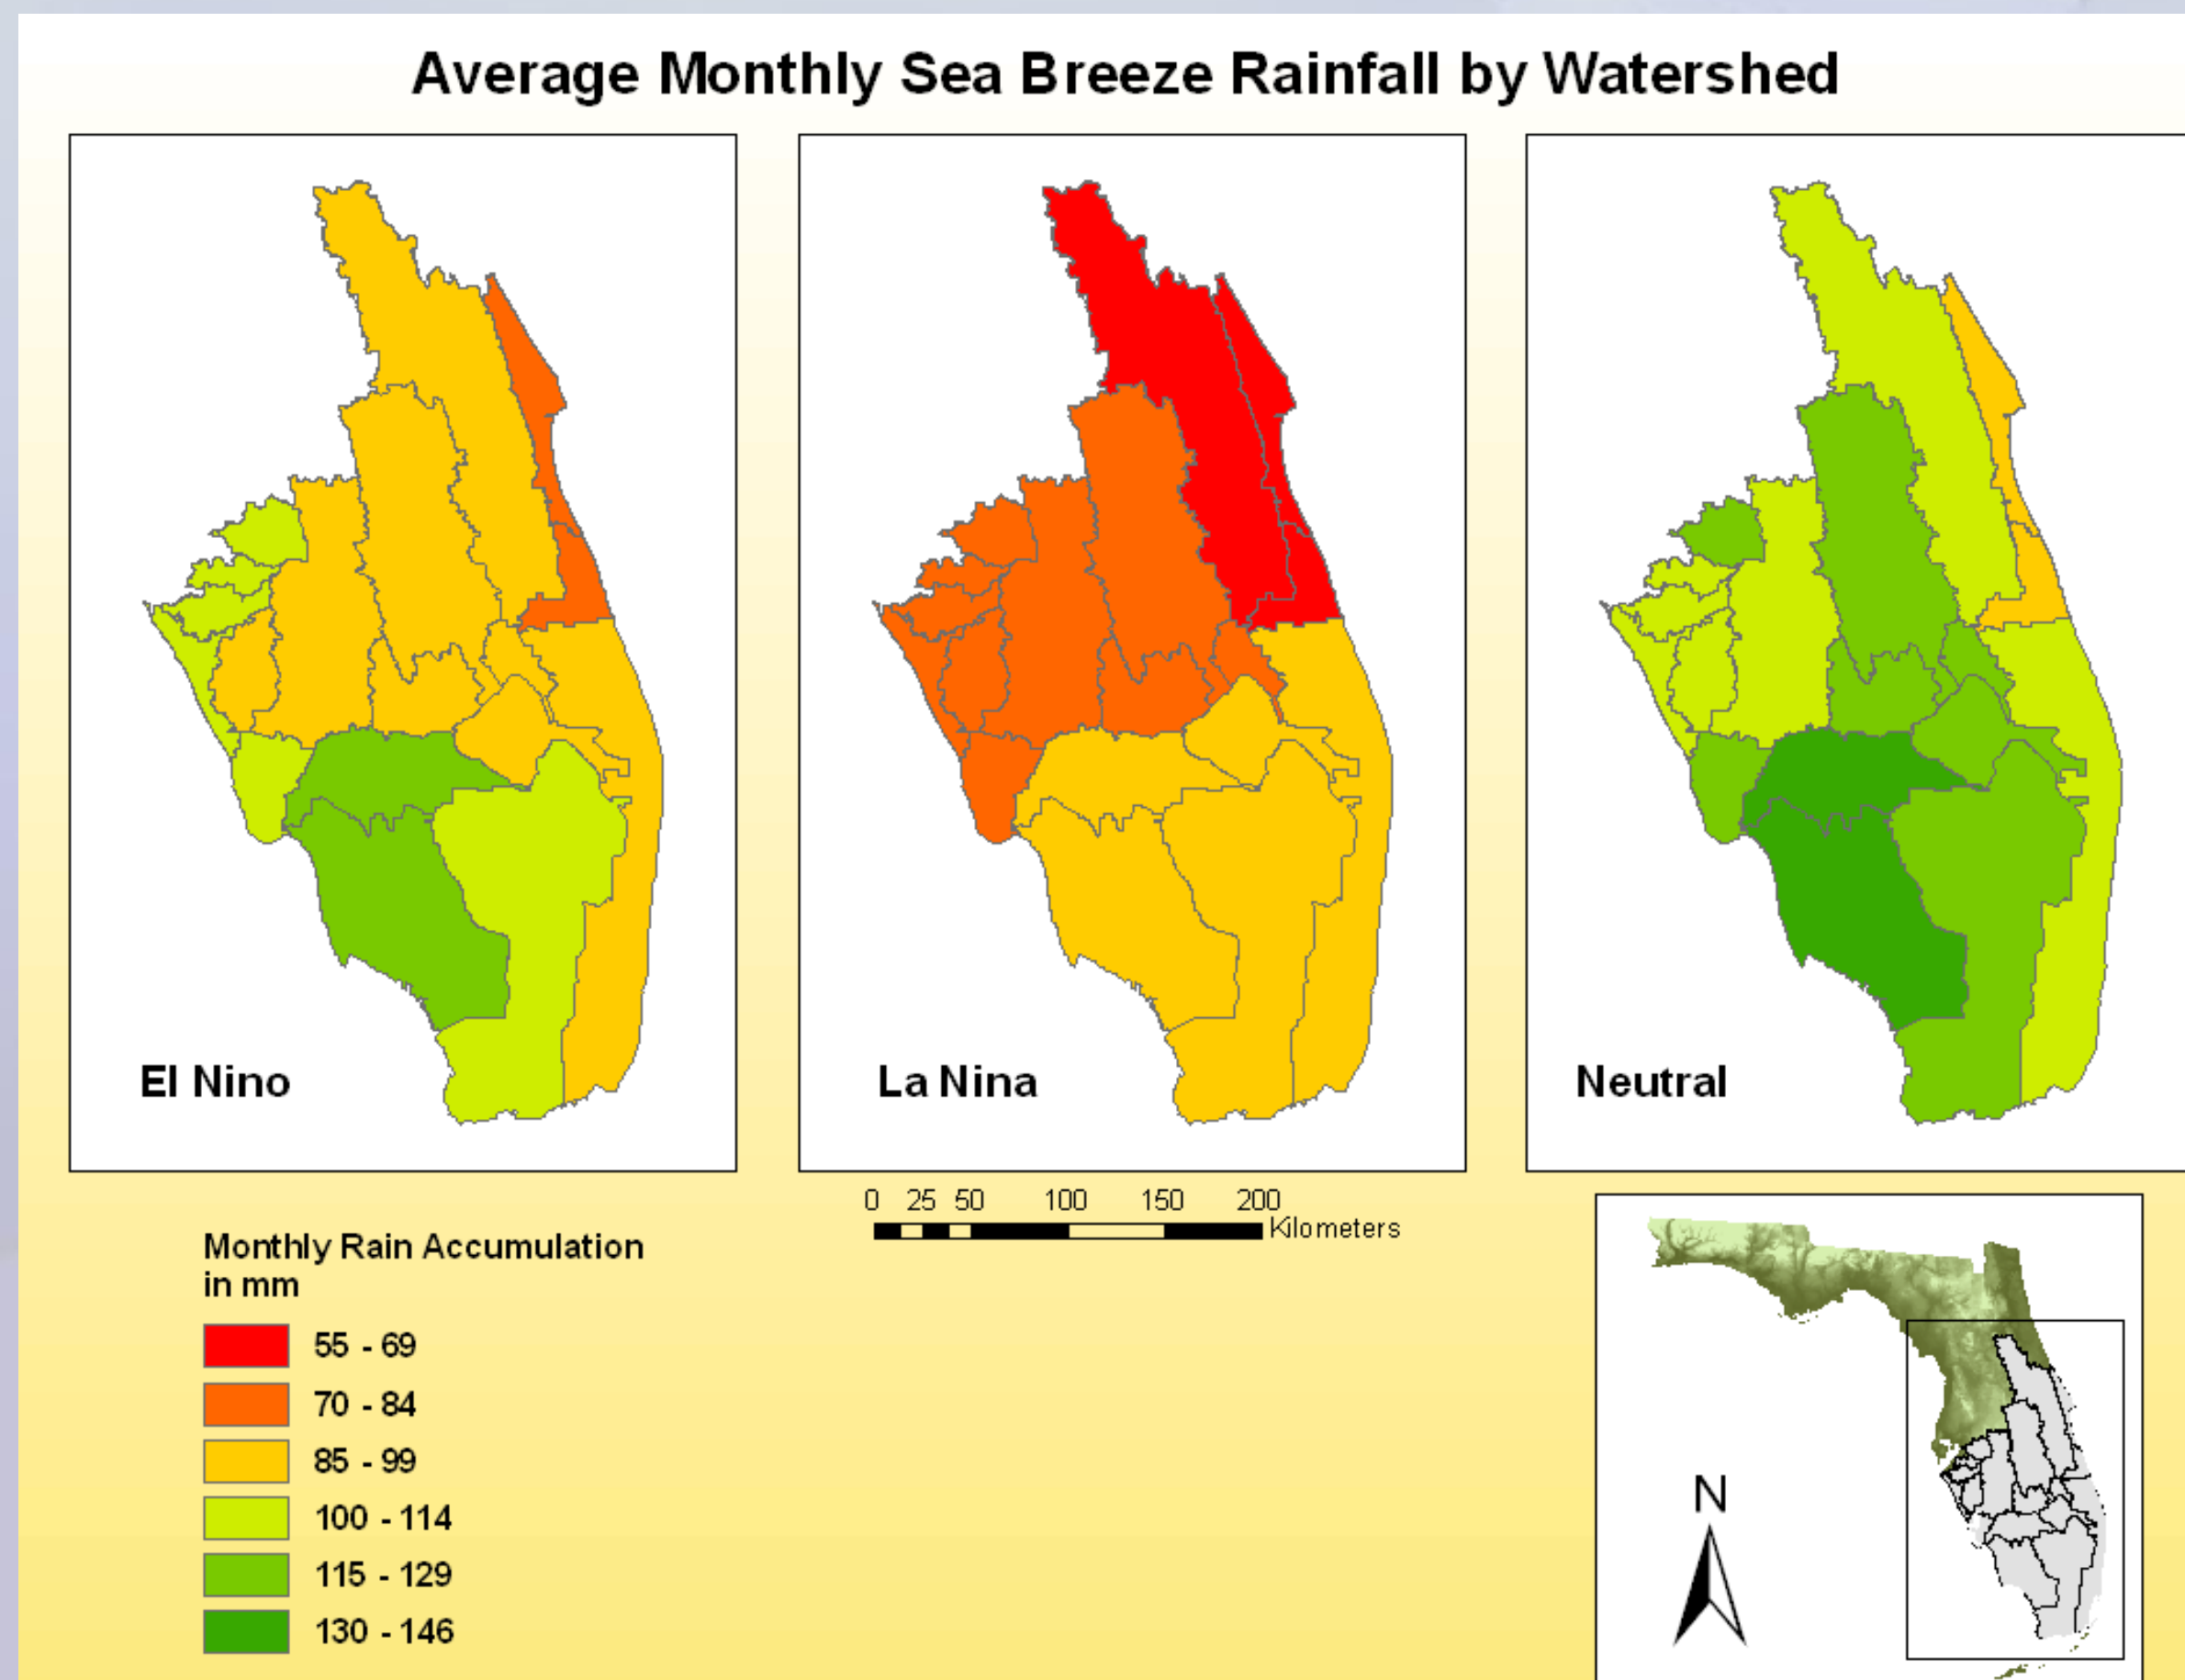 Average Monthly Sea Breeze Rainfall by Watershed
El Nino
La Nina
Neutral
0 25 50 100 150 200
Kilometers
Monthly Rain Accumulation
in mm
55 - 69
70 - 84
85 - 99
100 - 114
115 - 129
130 - 146
N